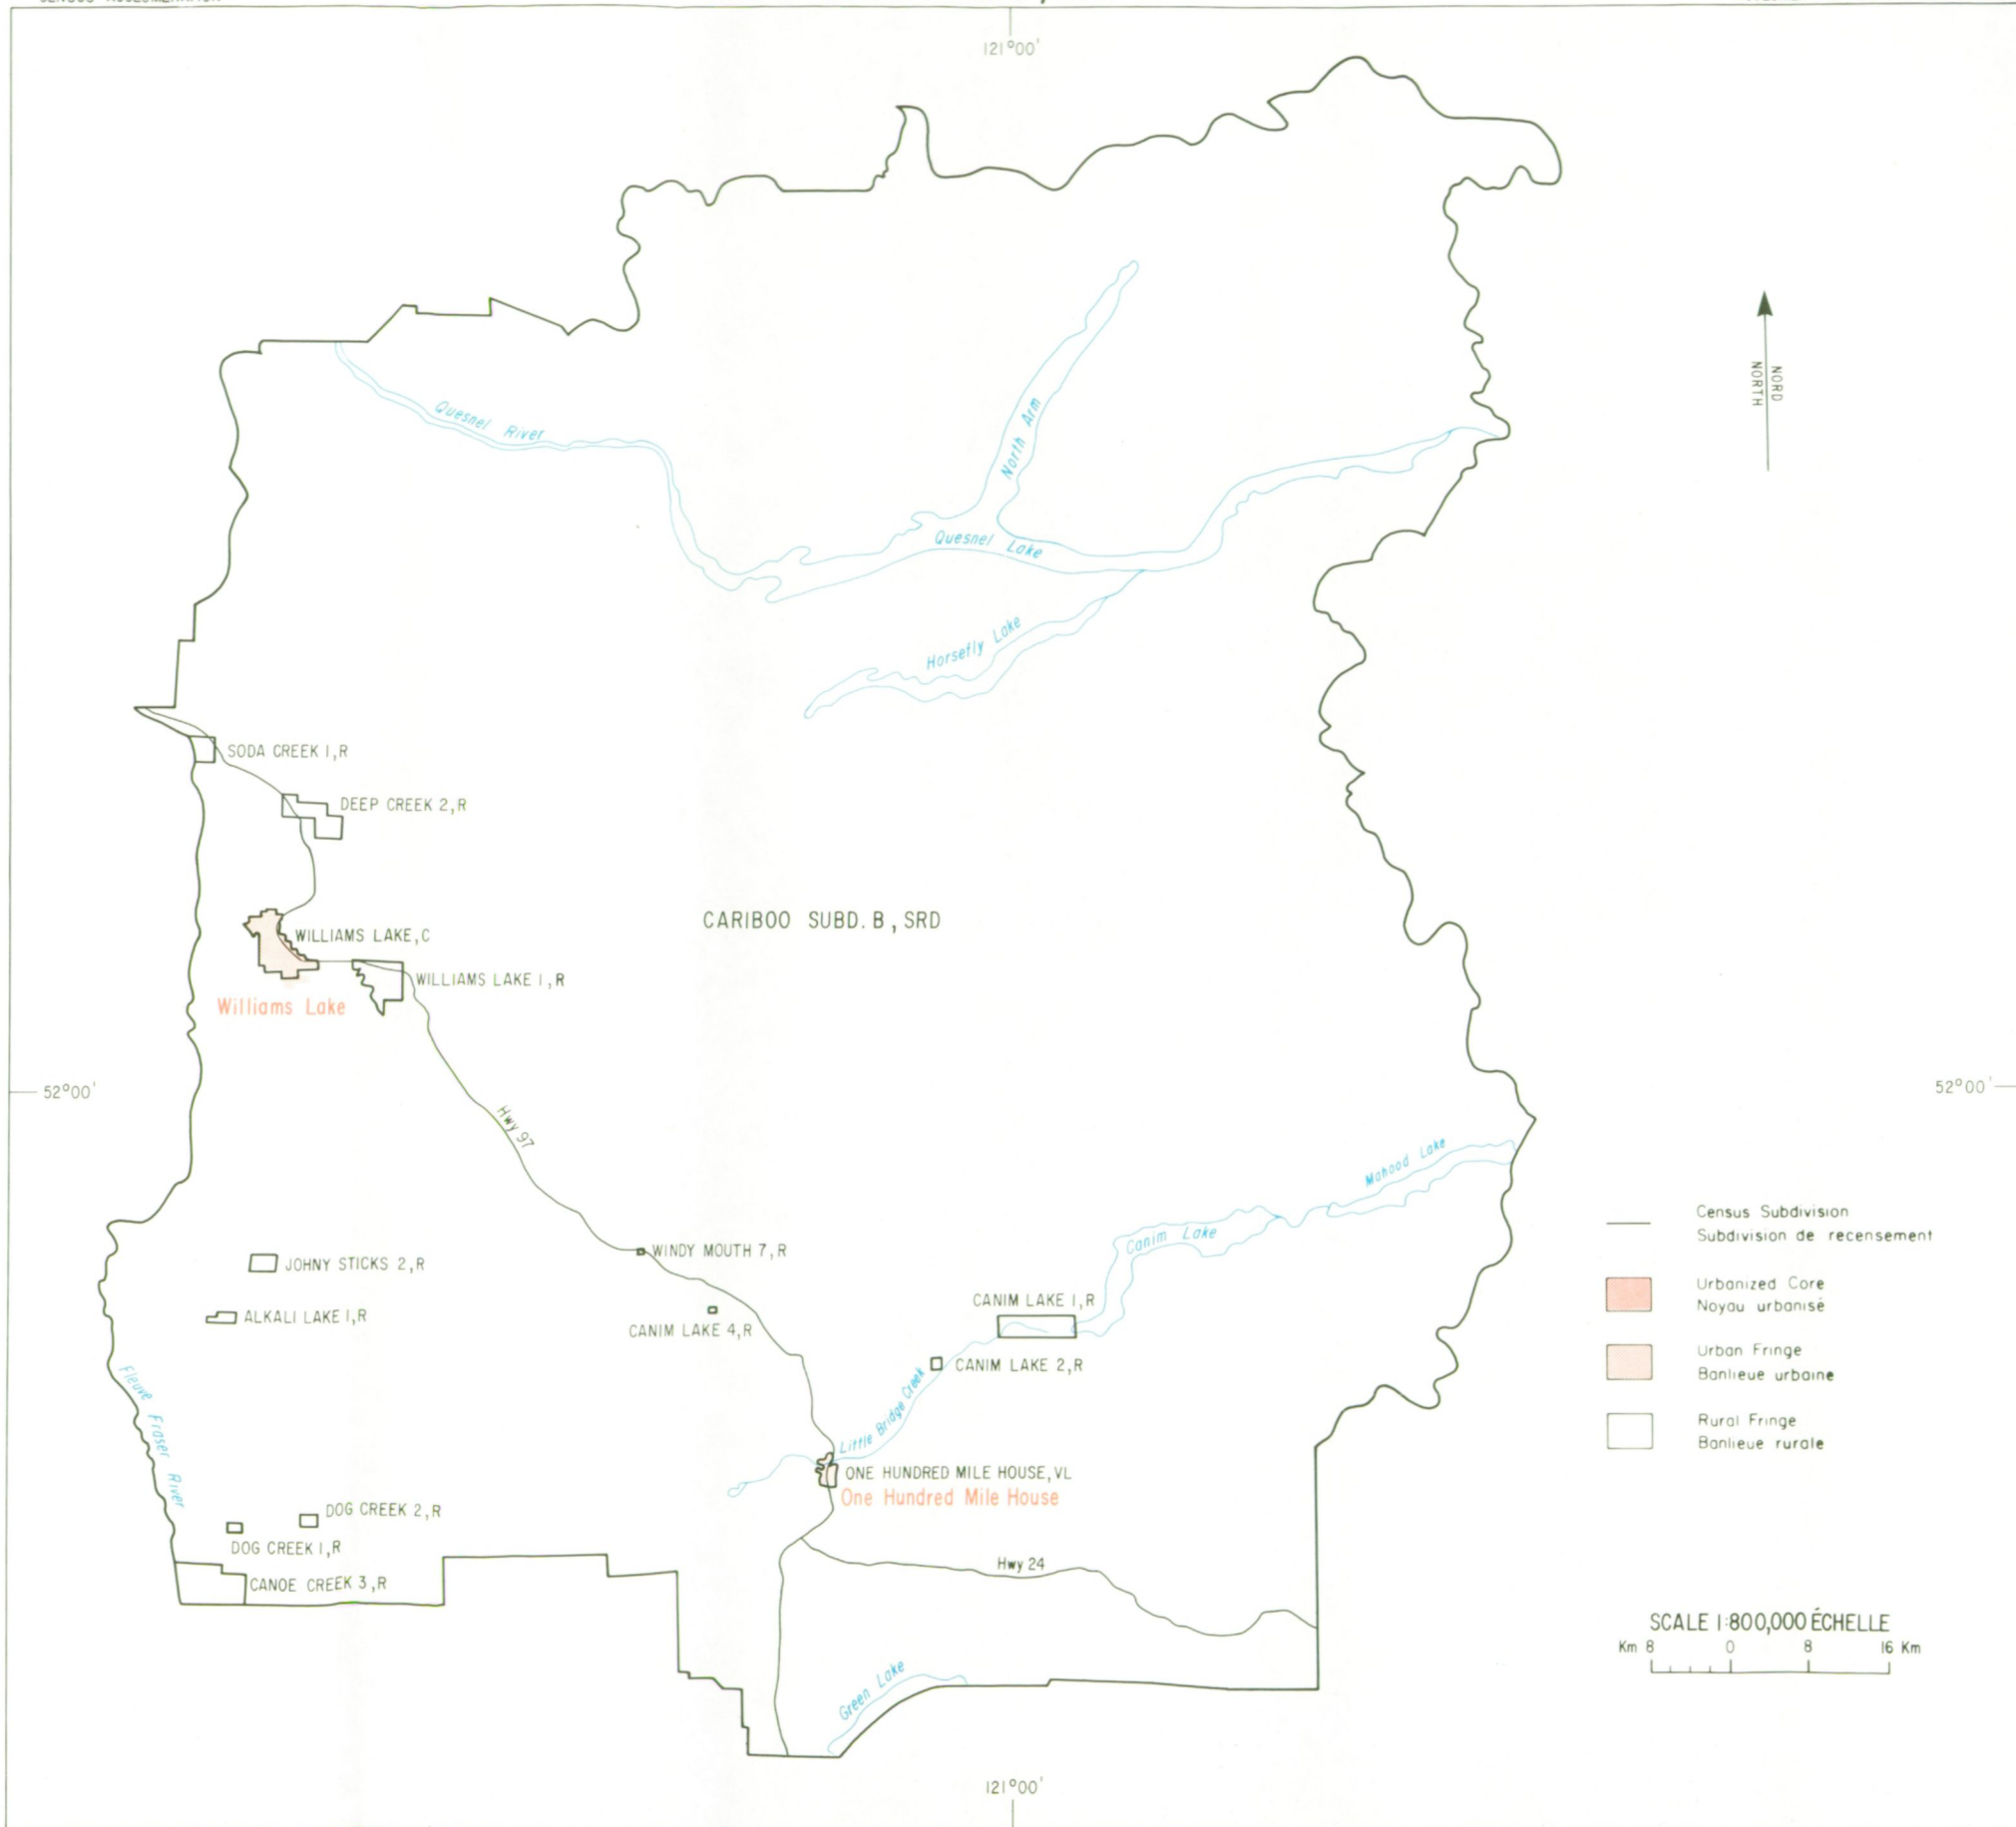 121°00'
NORD
NORTH
Quesnel River
North Arm
Quesnel Lake
Horsefly Lake
SODA CREEK 1, R
DEEP CREEK 2, R
CARIBOO SUBD. B, SRD
WILLIAMS LAKE, C
WILLIAMS LAKE 1, R
Williams Lake
52°00'
52°00'
Hwy 97
Mahood Lake
Census Subdivision
Subdivision de recensement
Canim Lake
WINDY MOUTH 7, R
JOHNY STICKS 2, R
Urbanized Core
Noyau urbanisé
CANIM LAKE 1, R
ALKALI LAKE 1, R
CANIM LAKE 4, R
Urban Fringe
Banlieue urbaine
CANIM LAKE 2, R
Fleuve Fraser River
Little Bridge Creek
Rural Fringe
Banlieue rurale
ONE HUNDRED MILE HOUSE, VL
One Hundred Mile House
DOG CREEK 2, R
DOG CREEK 1, R
Hwy 24
CANOE CREEK 3, R
SCALE 1:800,000 ÉCHELLE
Km 8 0 8 16 Km
Green Lake
121°00'